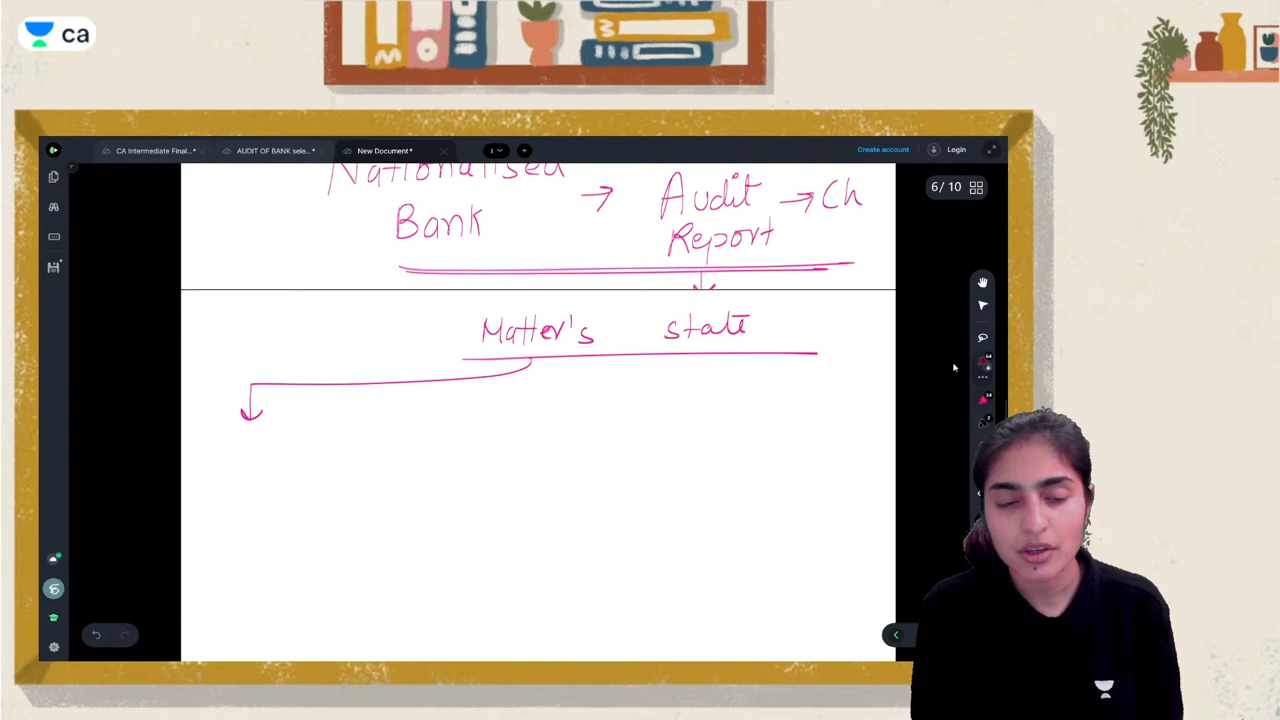 ca
CA Intermediate Final...*
AUDIT OF BANK sele...*
New Document*
Create account
Login
6/ 10
Nationalised
Bank
→ Audit → Ch
Report
Matter's state